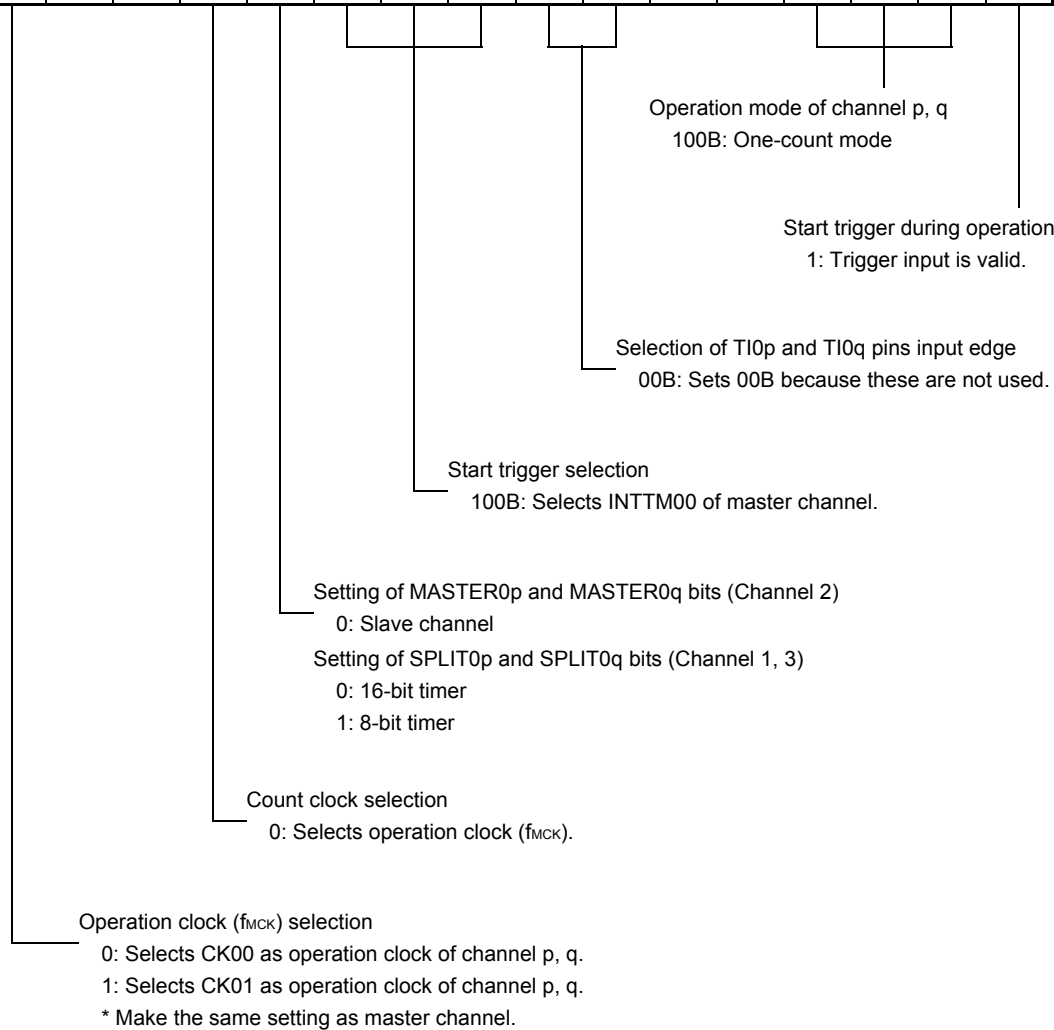 Operation mode of channel p, q
100B: One-count mode
Start trigger during operation
1: Trigger input is valid.
Selection of TI0p and TI0q pins input edge
00B: Sets 00B because these are not used.
Start trigger selection
100B: Selects INTTM00 of master channel.
Setting of MASTER0p and MASTER0q bits (Channel 2)
0: Slave channel
Setting of SPLIT0p and SPLIT0q bits (Channel 1, 3)
0: 16-bit timer
1: 8-bit timer
Count clock selection
0: Selects operation clock (fMCK).
Operation clock (fMCK) selection
0: Selects CK00 as operation clock of channel p, q.
1: Selects CK01 as operation clock of channel p, q.
* Make the same setting as master channel.